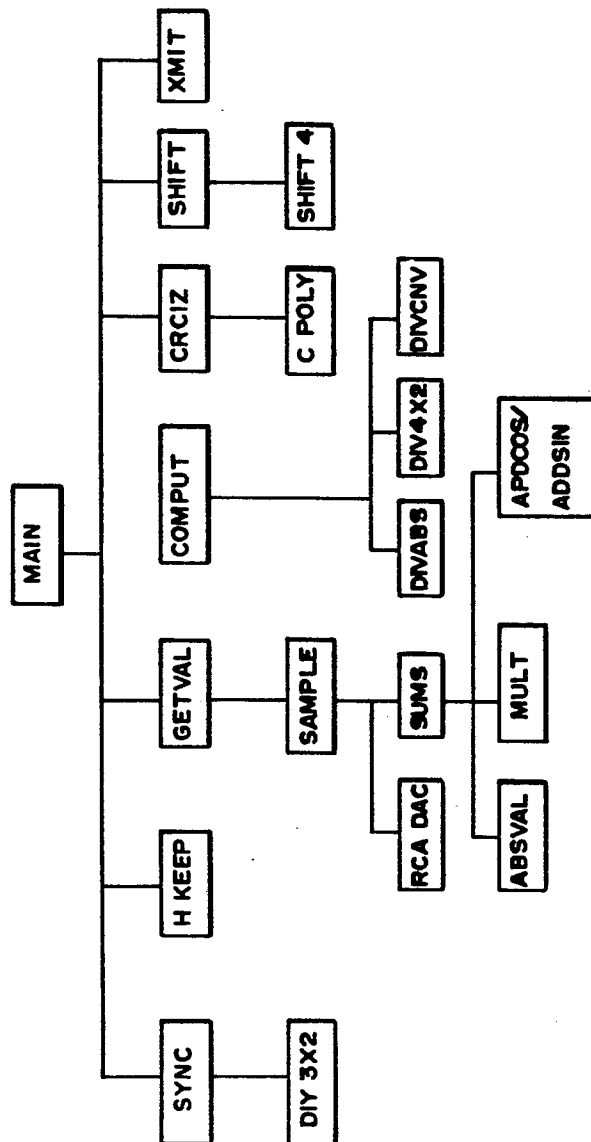 MAIN
SYNC
H KEEP
GETVAL
COMPUT
CRCIZ
SHIFT
XMIT
DIY 3X2
SAMPLE
C POLY
SHIFT 4
RCA DAC
SUMS
DIVABS
DIV4X2
DIVCNV
ABSVAL
MULT
APDCOS/
ADDSIN